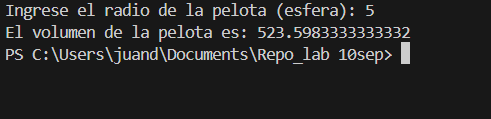 Ingrese el radio de la pelota (esfera): 5
El volumen de la pelota es: 523.5983333333332
PS C:\Users\juand\Documents\Repo_lab 10sep>